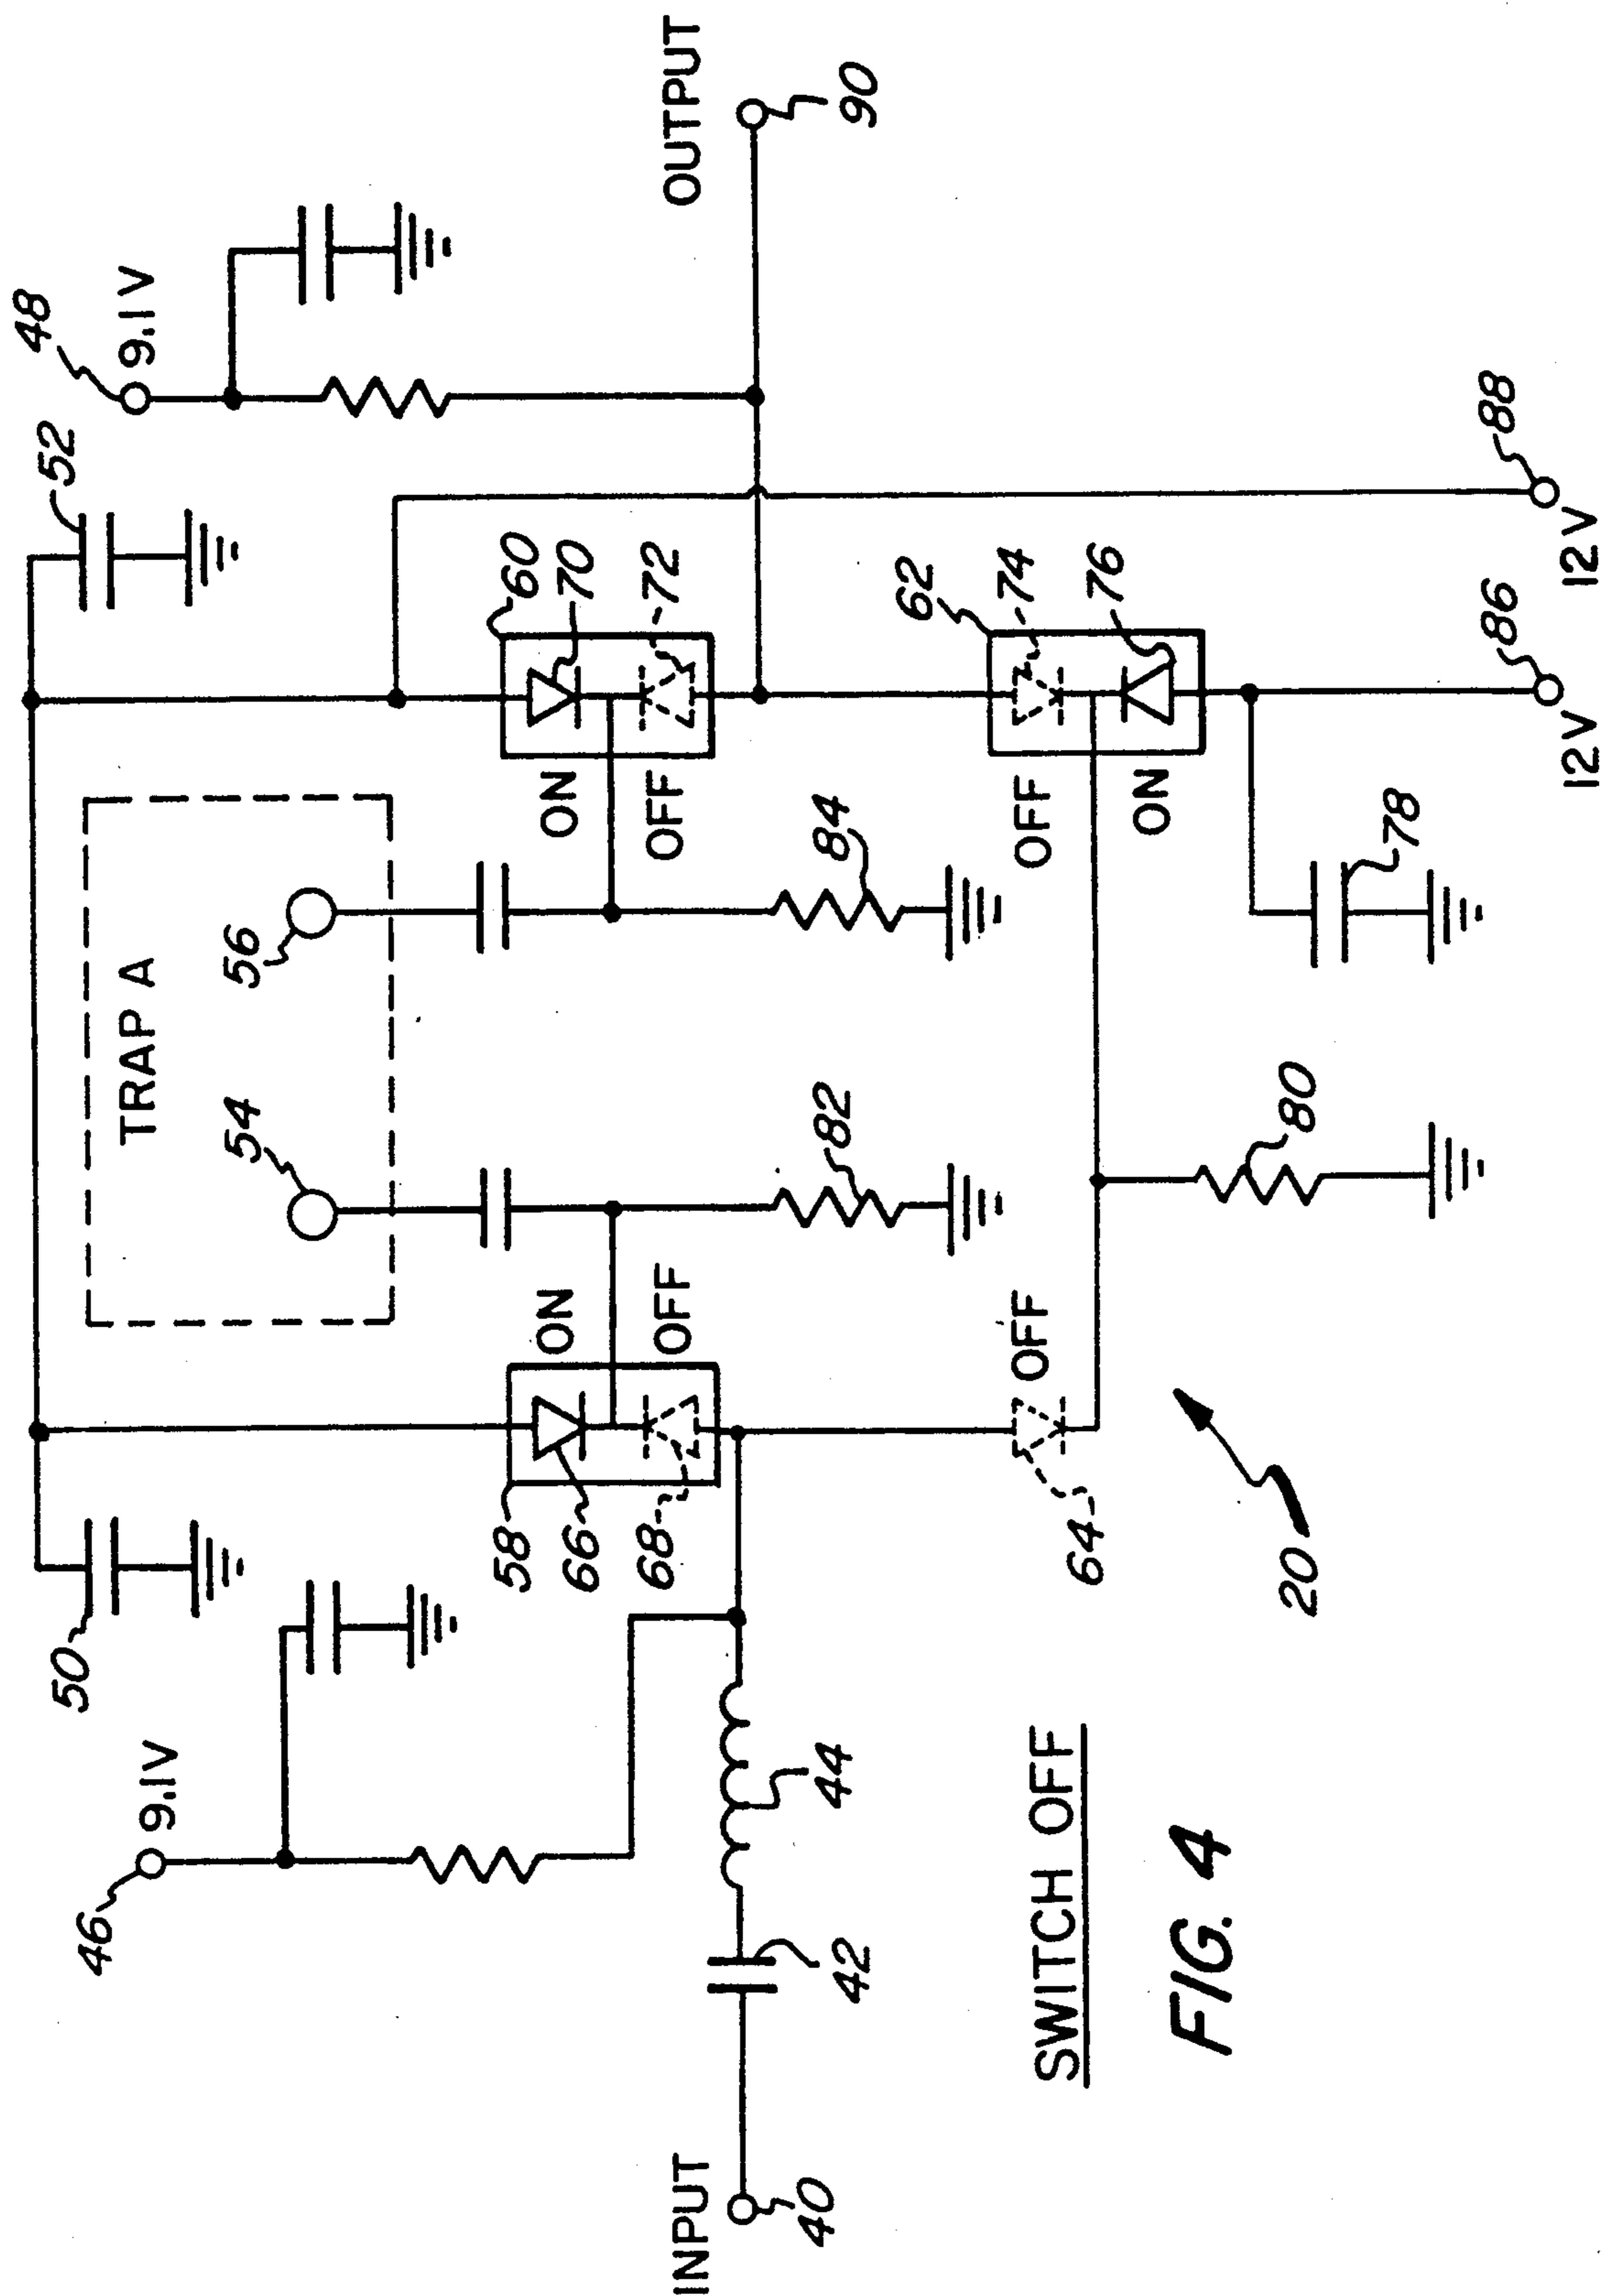 48
9.1V
52
OUTPUT
90
TRAP A
54
56
60
70
72
ON
OFF
84
62
74
76
OFF
ON
78
88
12V
86
12V
50
46
9.1V
58
66
68
ON
OFF
82
64
OFF
80
20
INPUT
40
42
44
SWITCH OFF
FIG. 4